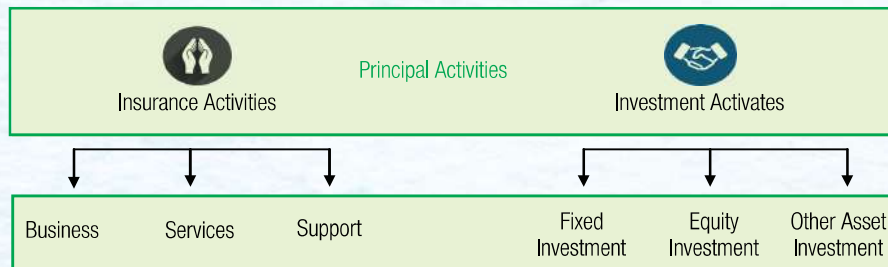 Principal Activities
Insurance Activities
Investment Activates
Business
Services
Support
Fixed
Investment
Equity
Investment
Other Asset
Investment